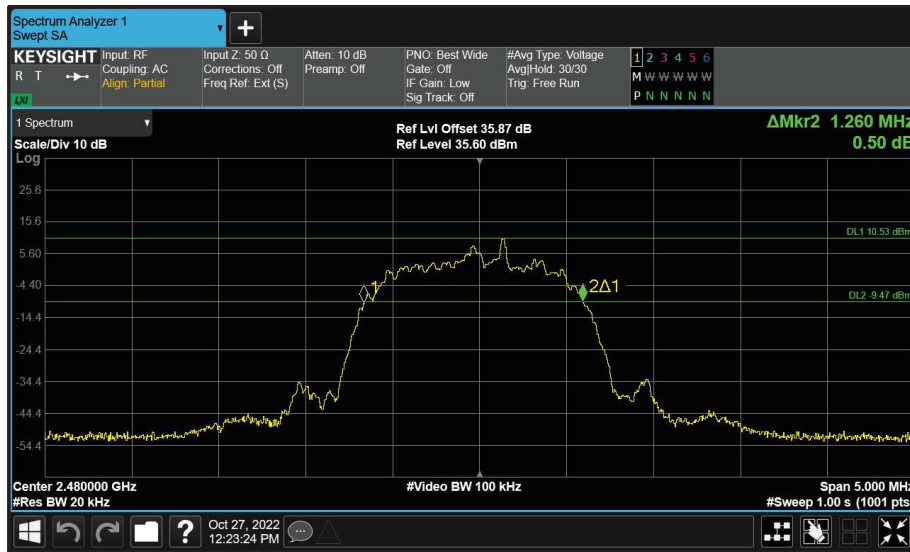 Spectrum Analyzer 1
Swept SA
+
KEYSIGHT
R T
LXI
Input: RF
Coupling: AC
Align: Partial
Input Z: 50 Ω
Corrections: Off
Freq Ref: Ext (S)
Atten: 10 dB
Preamp: Off
PNO: Best Wide
Gate: Off
IF Gain: Low
Sig Track: Off
#Avg Type: Voltage
Avg|Hold: 30/30
Trig: Free Run
1 2 3 4 5 6
M W W W W W
P N N N N N
1 Spectrum
Scale/Div 10 dB
Ref Lvl Offset 35.87 dB
Ref Level 35.60 dBm
ΔMkr2 1.260 MHz
0.50 dB
Log
25.6
15.6
5.60
-4.40
-14.4
-24.4
-34.4
-44.4
-54.4
DL1 10.53 dBm
1
2Δ1
DL2 -9.47 dBm
Center 2.480000 GHz
#Video BW 100 kHz
Span 5.000 MHz
#Res BW 20 kHz
#Sweep 1.00 s (1001 pts
?
Oct 27, 2022
12:23:24 PM